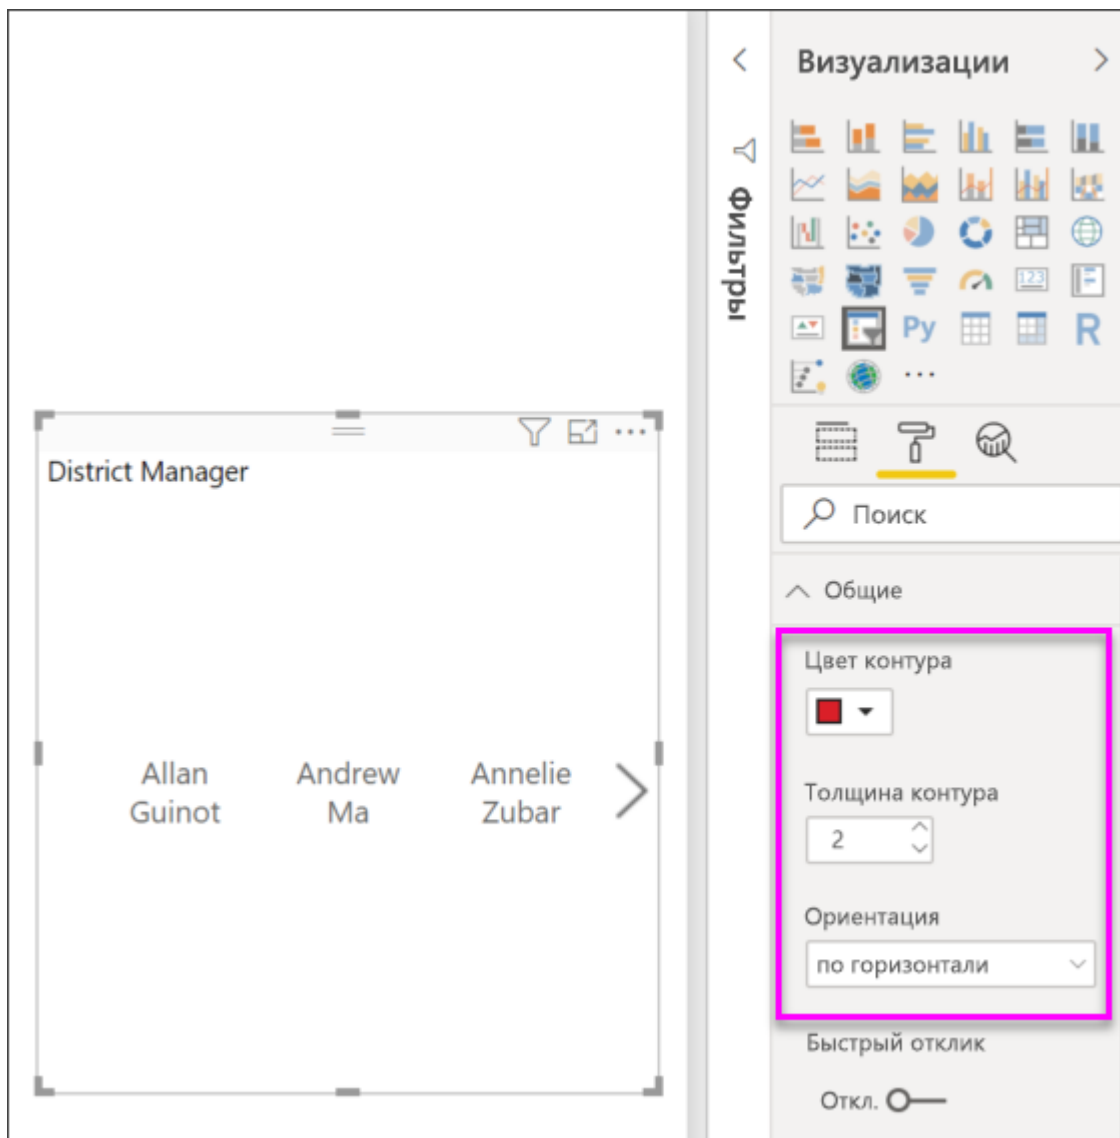 Визуализации
Фильтры
123
Py
R
District Manager
Поиск
Общие
Цвет контура
Allan
Guinot
Andrew
Ma
Annelie
Zubar
Толщина контура
2
Ориентация
по горизонтали
Быстрый отклик
Откл.